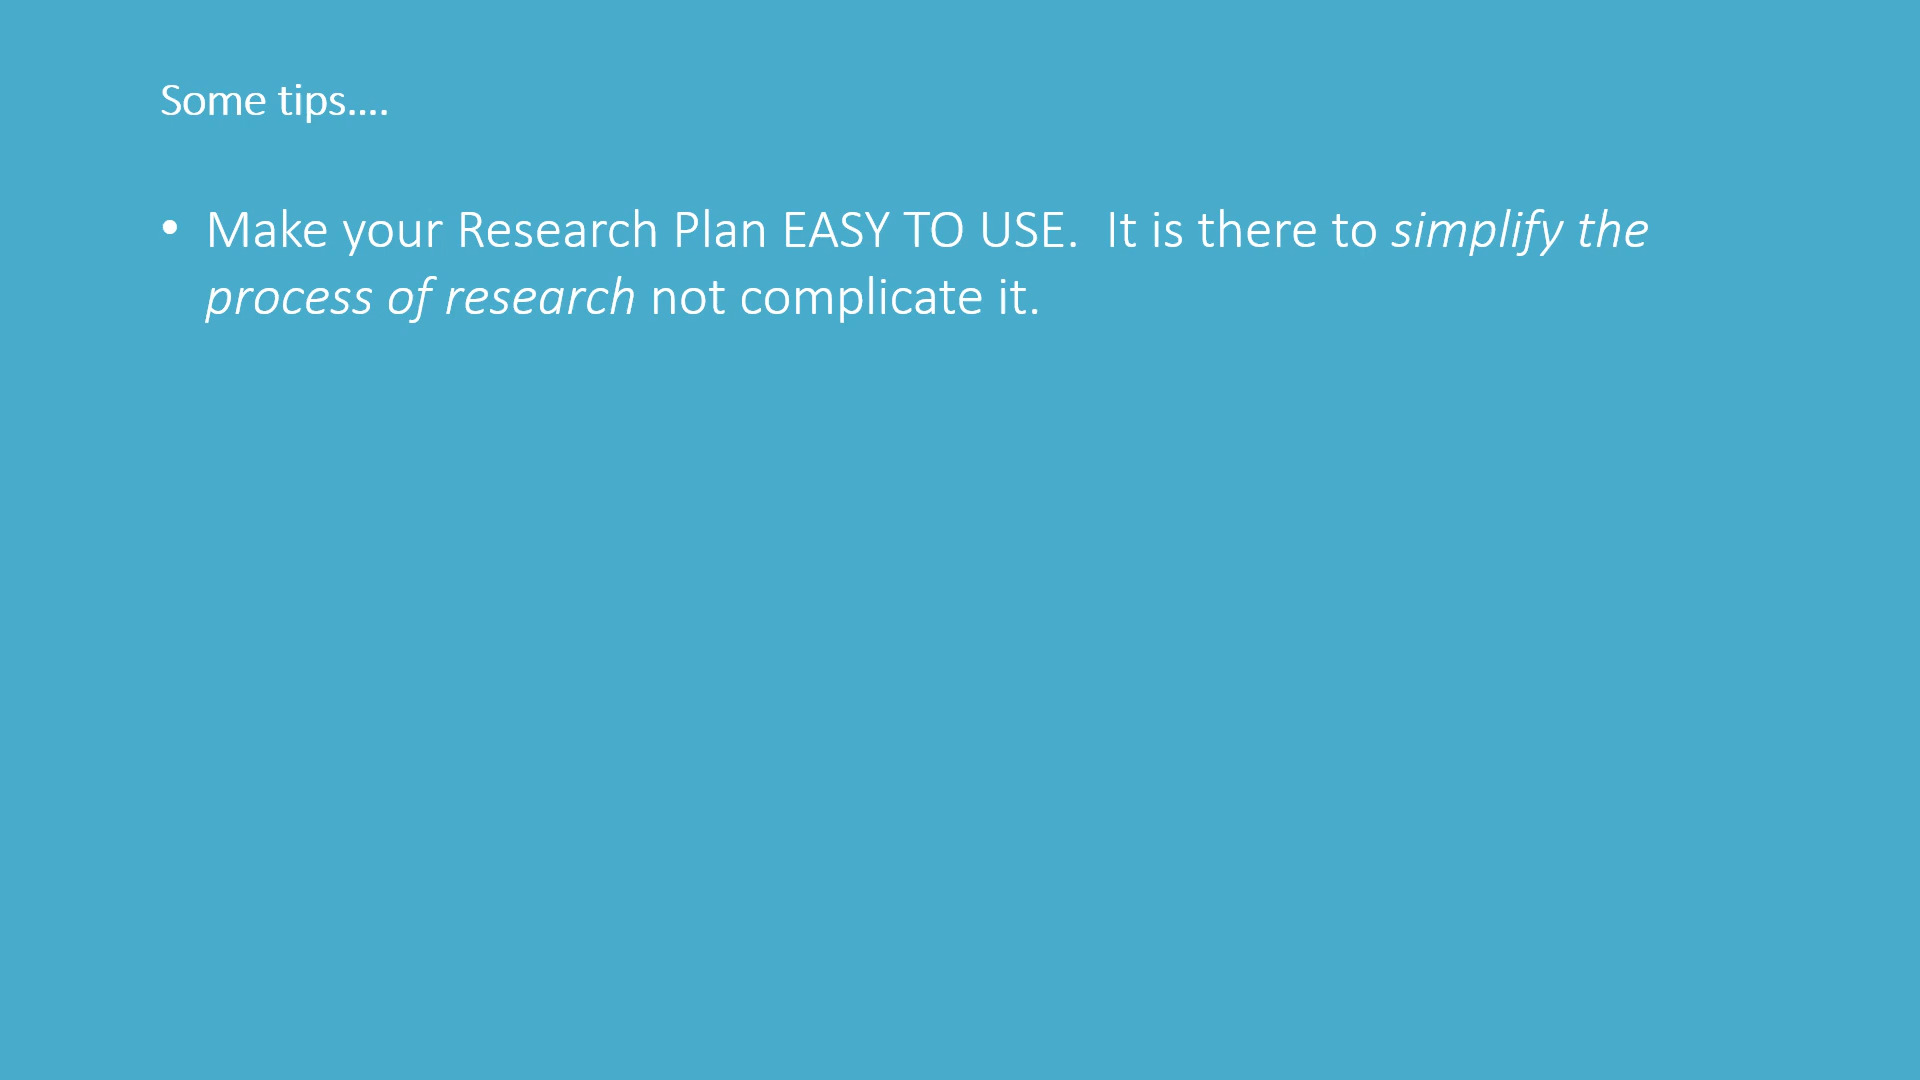 Some tips....
• Make your Research Plan EASY TO USE.  It is there to simplify the
process of research not complicate it.